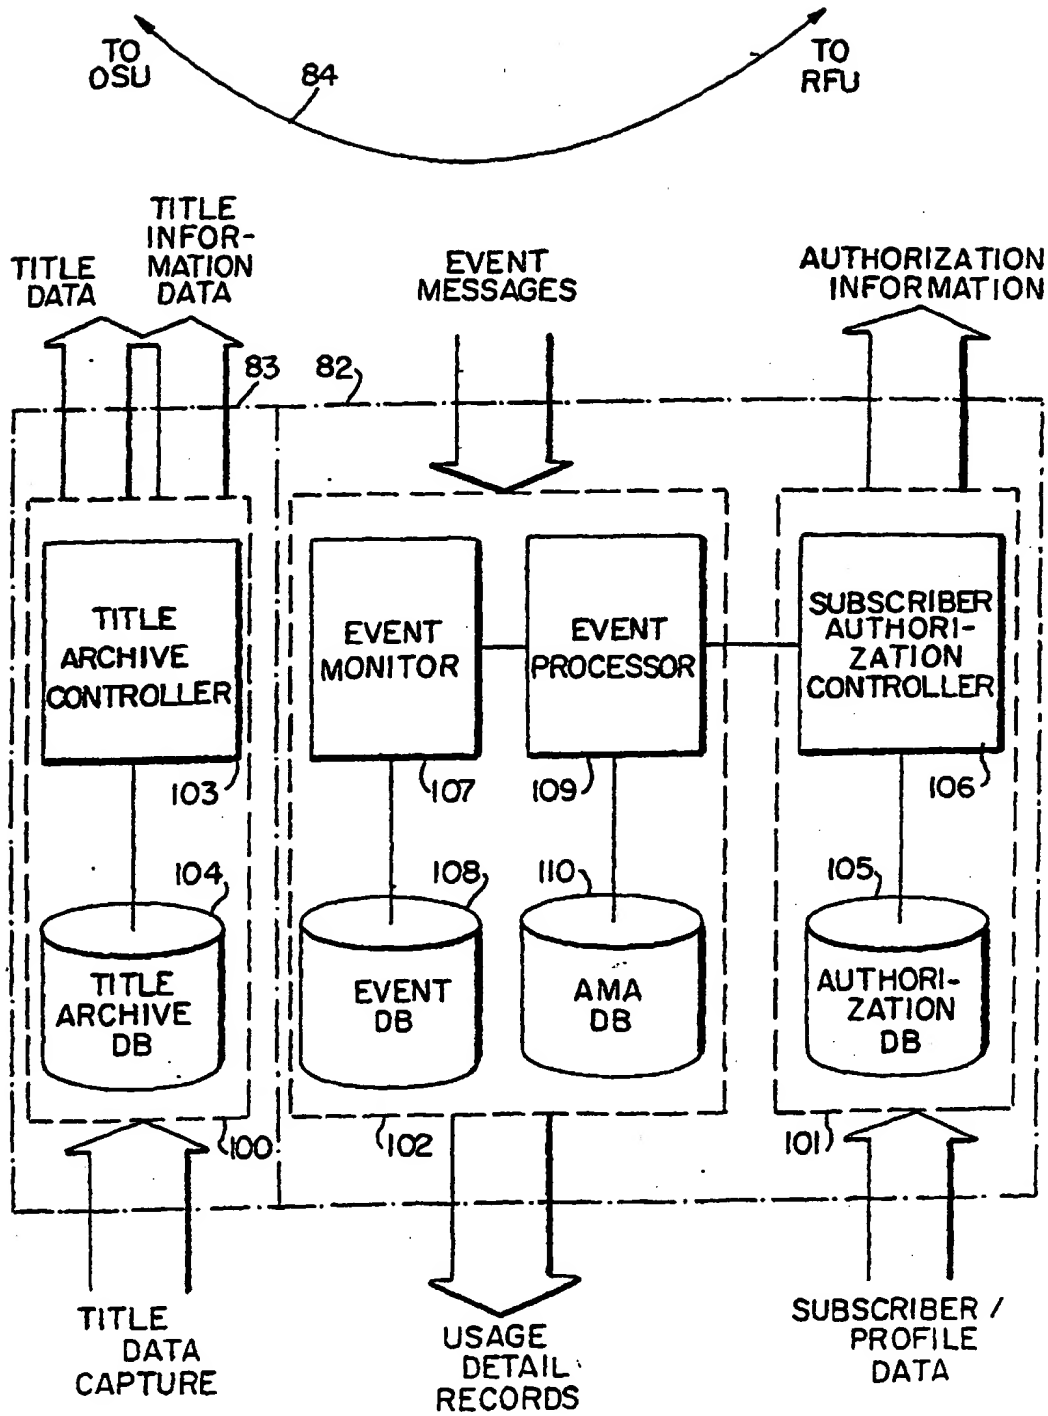 TO
OSU
84
TO
RFU
TITLE
DATA
TITLE
INFOR-
MATION
DATA
EVENT
MESSAGES
AUTHORIZATION
INFORMATION
83
82
TITLE
ARCHIVE
CONTROLLER
EVENT
MONITOR
EVENT
PROCESSOR
SUBSCRIBER
AUTHORI-
ZATION
CONTROLLER
103
107
109
106
104
108
110
105
TITLE
ARCHIVE
DB
EVENT
DB
AMA
DB
AUTHORI-
ZATION
DB
100
102
101
TITLE
DATA
CAPTURE
USAGE
DETAIL
RECORDS
SUBSCRIBER /
PROFILE
DATA